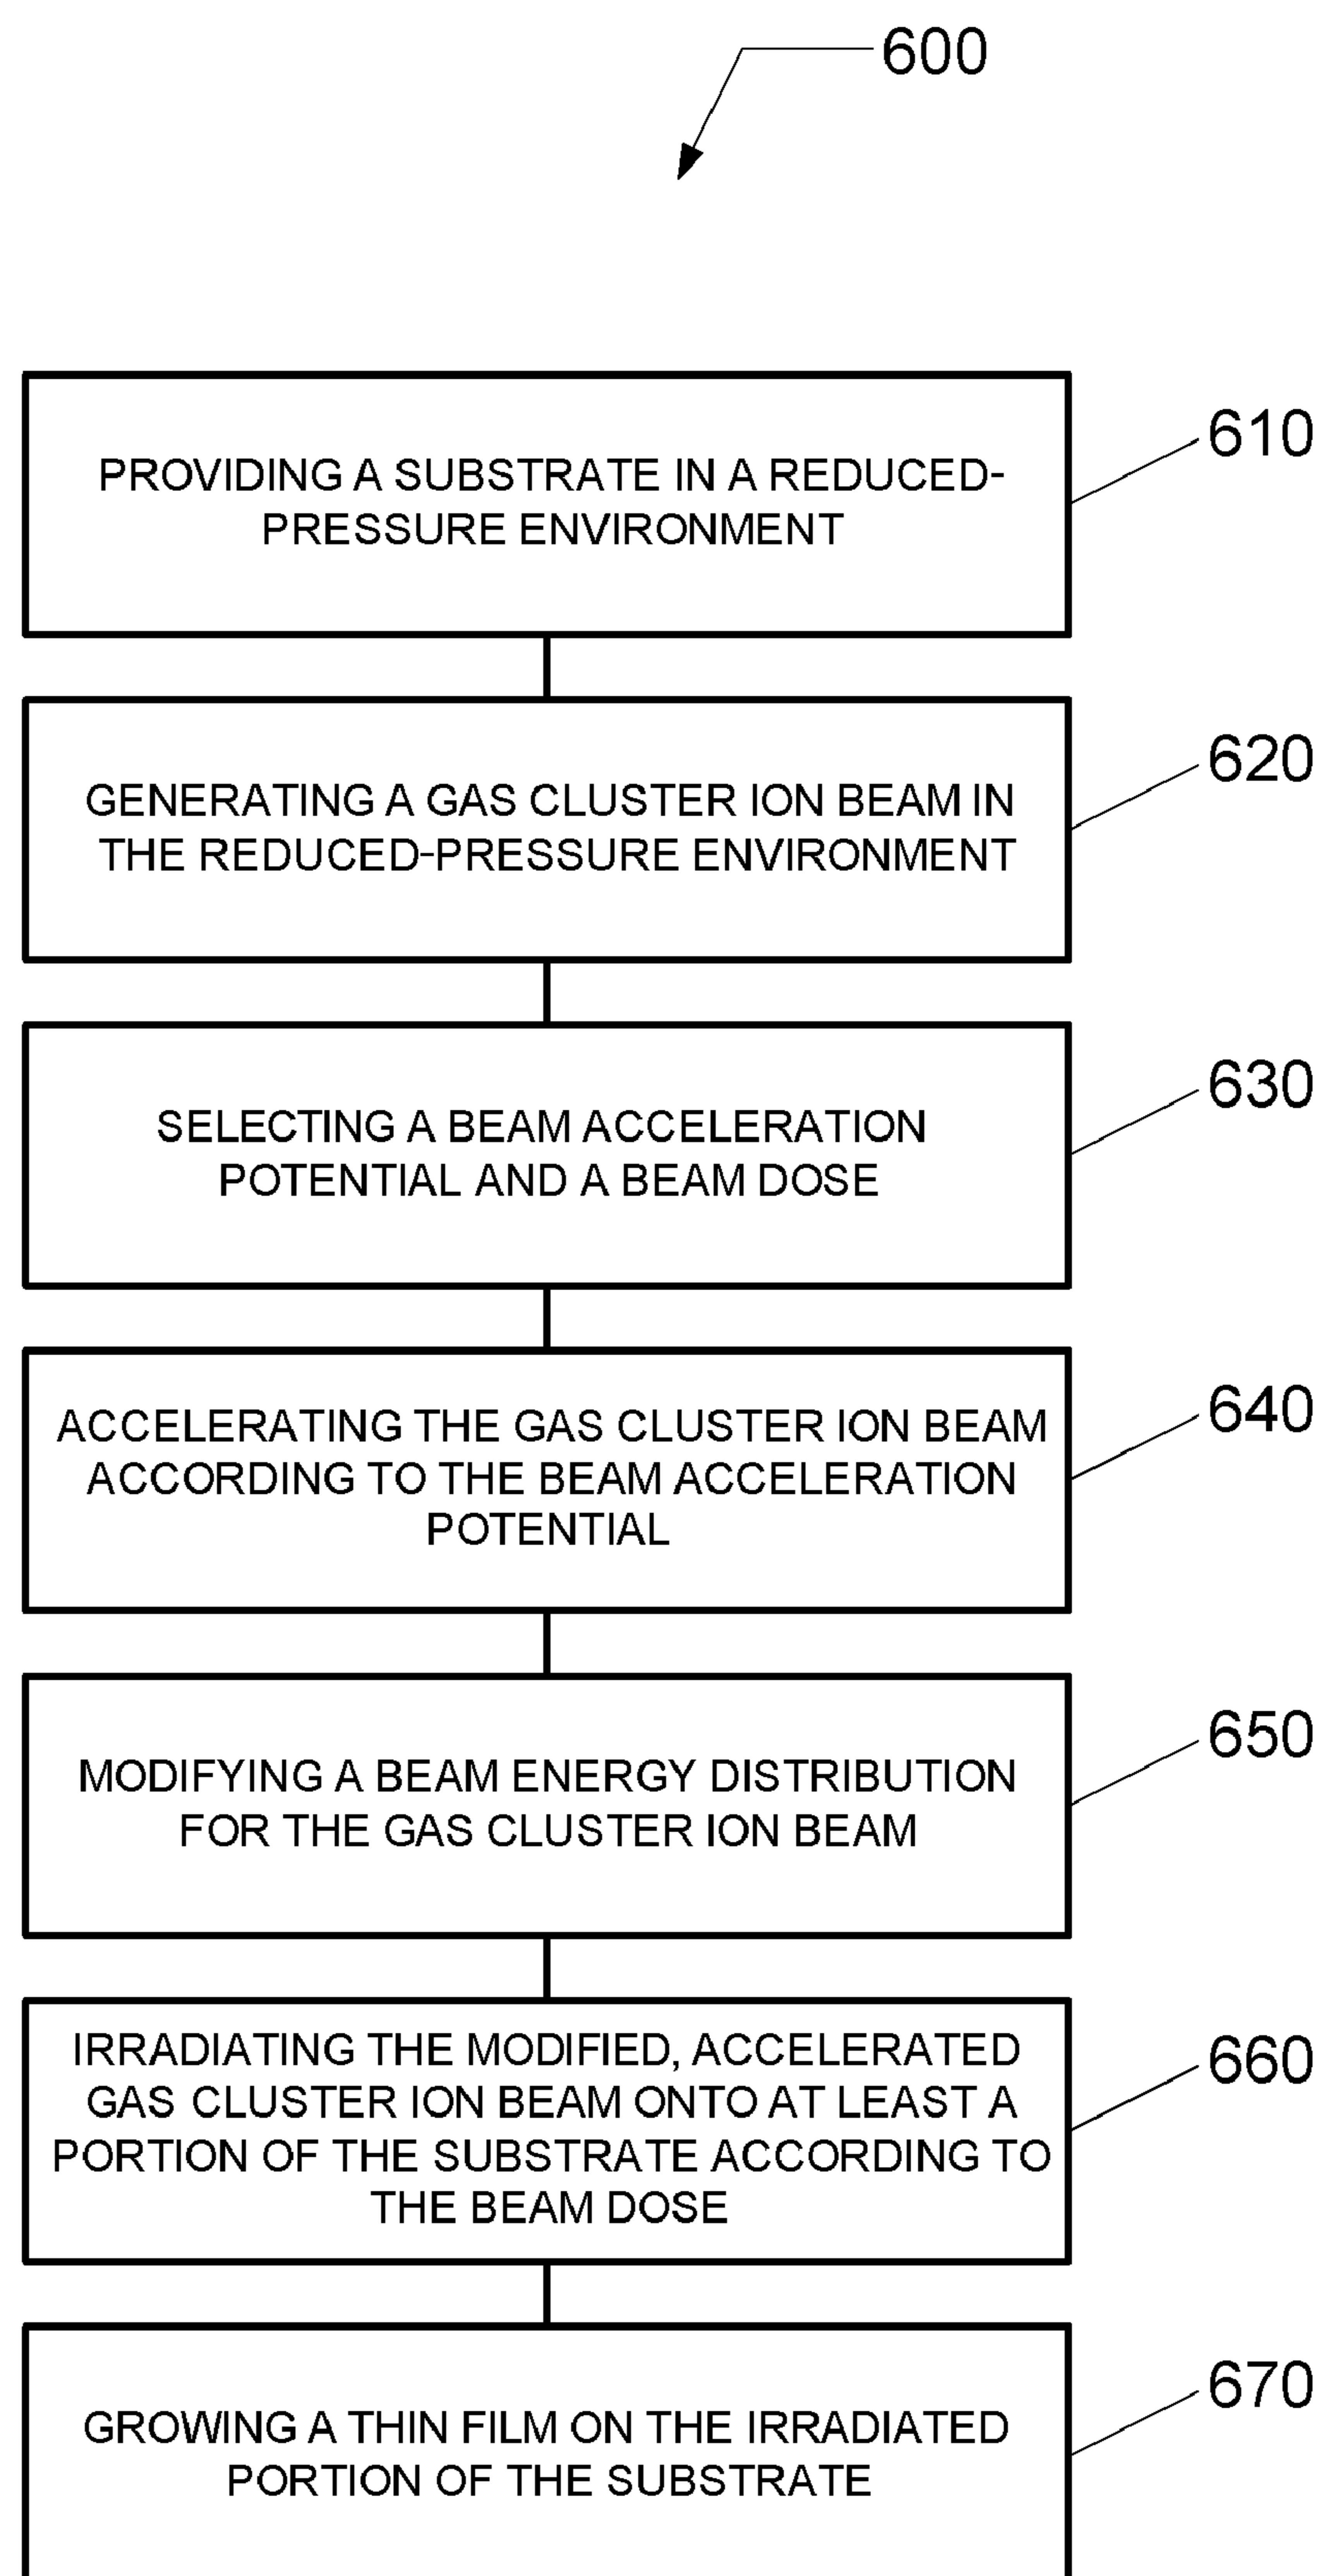 600
PROVIDING A SUBSTRATE IN A REDUCED-
PRESSURE ENVIRONMENT
610
GENERATING A GAS CLUSTER ION BEAM IN
THE REDUCED-PRESSURE ENVIRONMENT
620
SELECTING A BEAM ACCELERATION
POTENTIAL AND A BEAM DOSE
630
ACCELERATING THE GAS CLUSTER ION BEAM
ACCORDING TO THE BEAM ACCELERATION
POTENTIAL
640
MODIFYING A BEAM ENERGY DISTRIBUTION
FOR THE GAS CLUSTER ION BEAM
650
IRRADIATING THE MODIFIED, ACCELERATED
GAS CLUSTER ION BEAM ONTO AT LEAST A
PORTION OF THE SUBSTRATE ACCORDING TO
THE BEAM DOSE
660
GROWING A THIN FILM ON THE IRRADIATED
PORTION OF THE SUBSTRATE
670